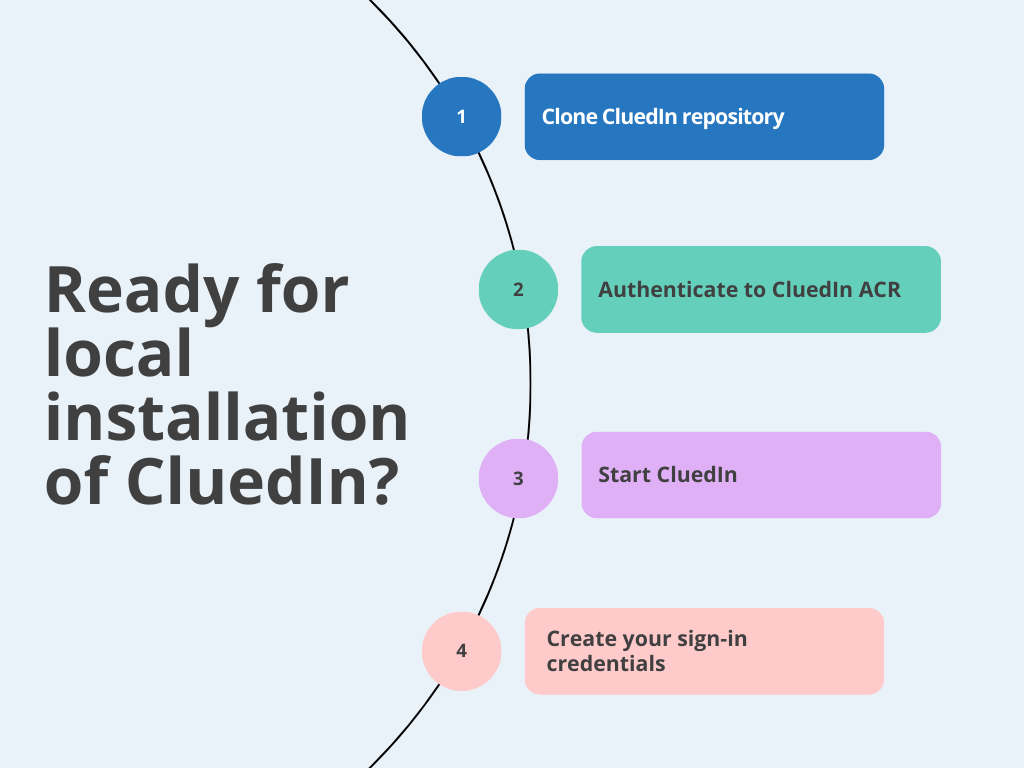 Ready for
local
installation
of CluedIn?
1
Clone CluedIn repository
2
Authenticate to CluedIn ACR
3
Start CluedIn
4
Create your sign-in
credentials